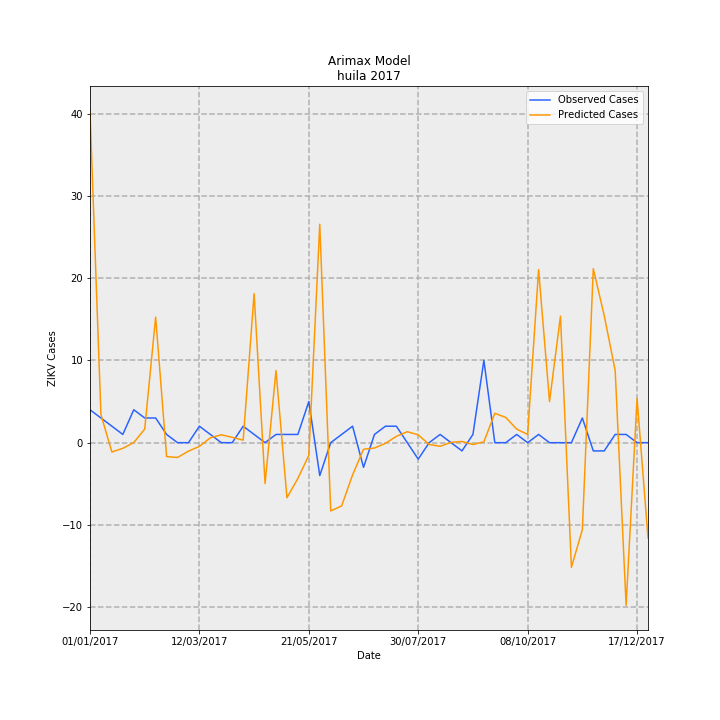 Arimax Model
huila 2017
Observed Cases
Predicted Cases
ZIKV Cases
40
30
20
10
0
−10
−20
01/01/2017
12/03/2017
21/05/2017
30/07/2017
08/10/2017
17/12/2017
Date